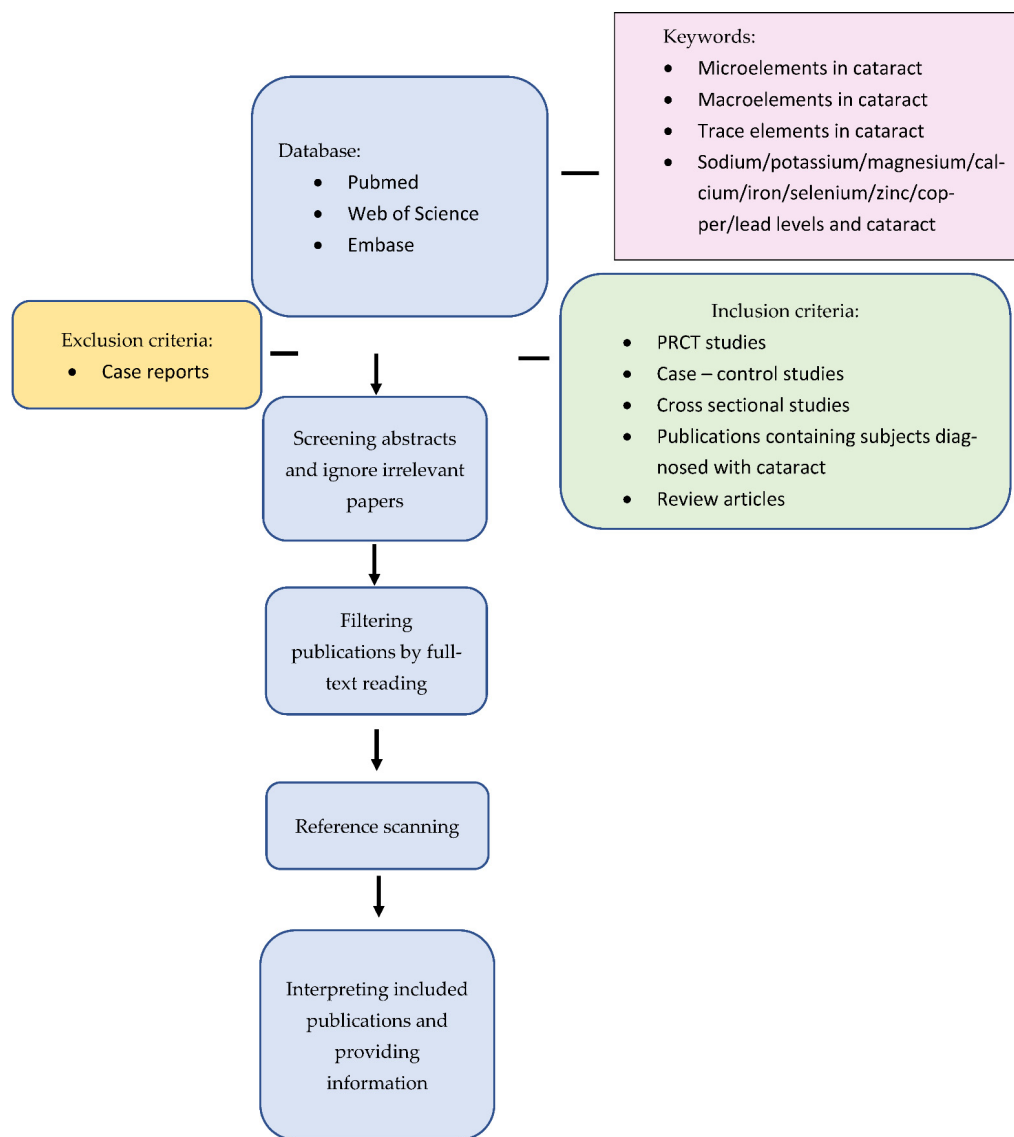 Keywords:
• Microelements in cataract
• Macroelements in cataract
• Trace elements in cataract
• Sodium/potassium/magnesium/cal-
cium/iron/selenium/zinc/cop-
per/lead levels and cataract
Database:
• Pubmed
• Web of Science
• Embase
Exclusion criteria:
• Case reports
Inclusion criteria:
• PRCT studies
• Case – control studies
• Cross sectional studies
• Publications containing subjects diag-
nosed with cataract
• Review articles
Screening abstracts
and ignore irrelevant
papers
Filtering
publications by full-
text reading
Reference scanning
Interpreting included
publications and
providing
information